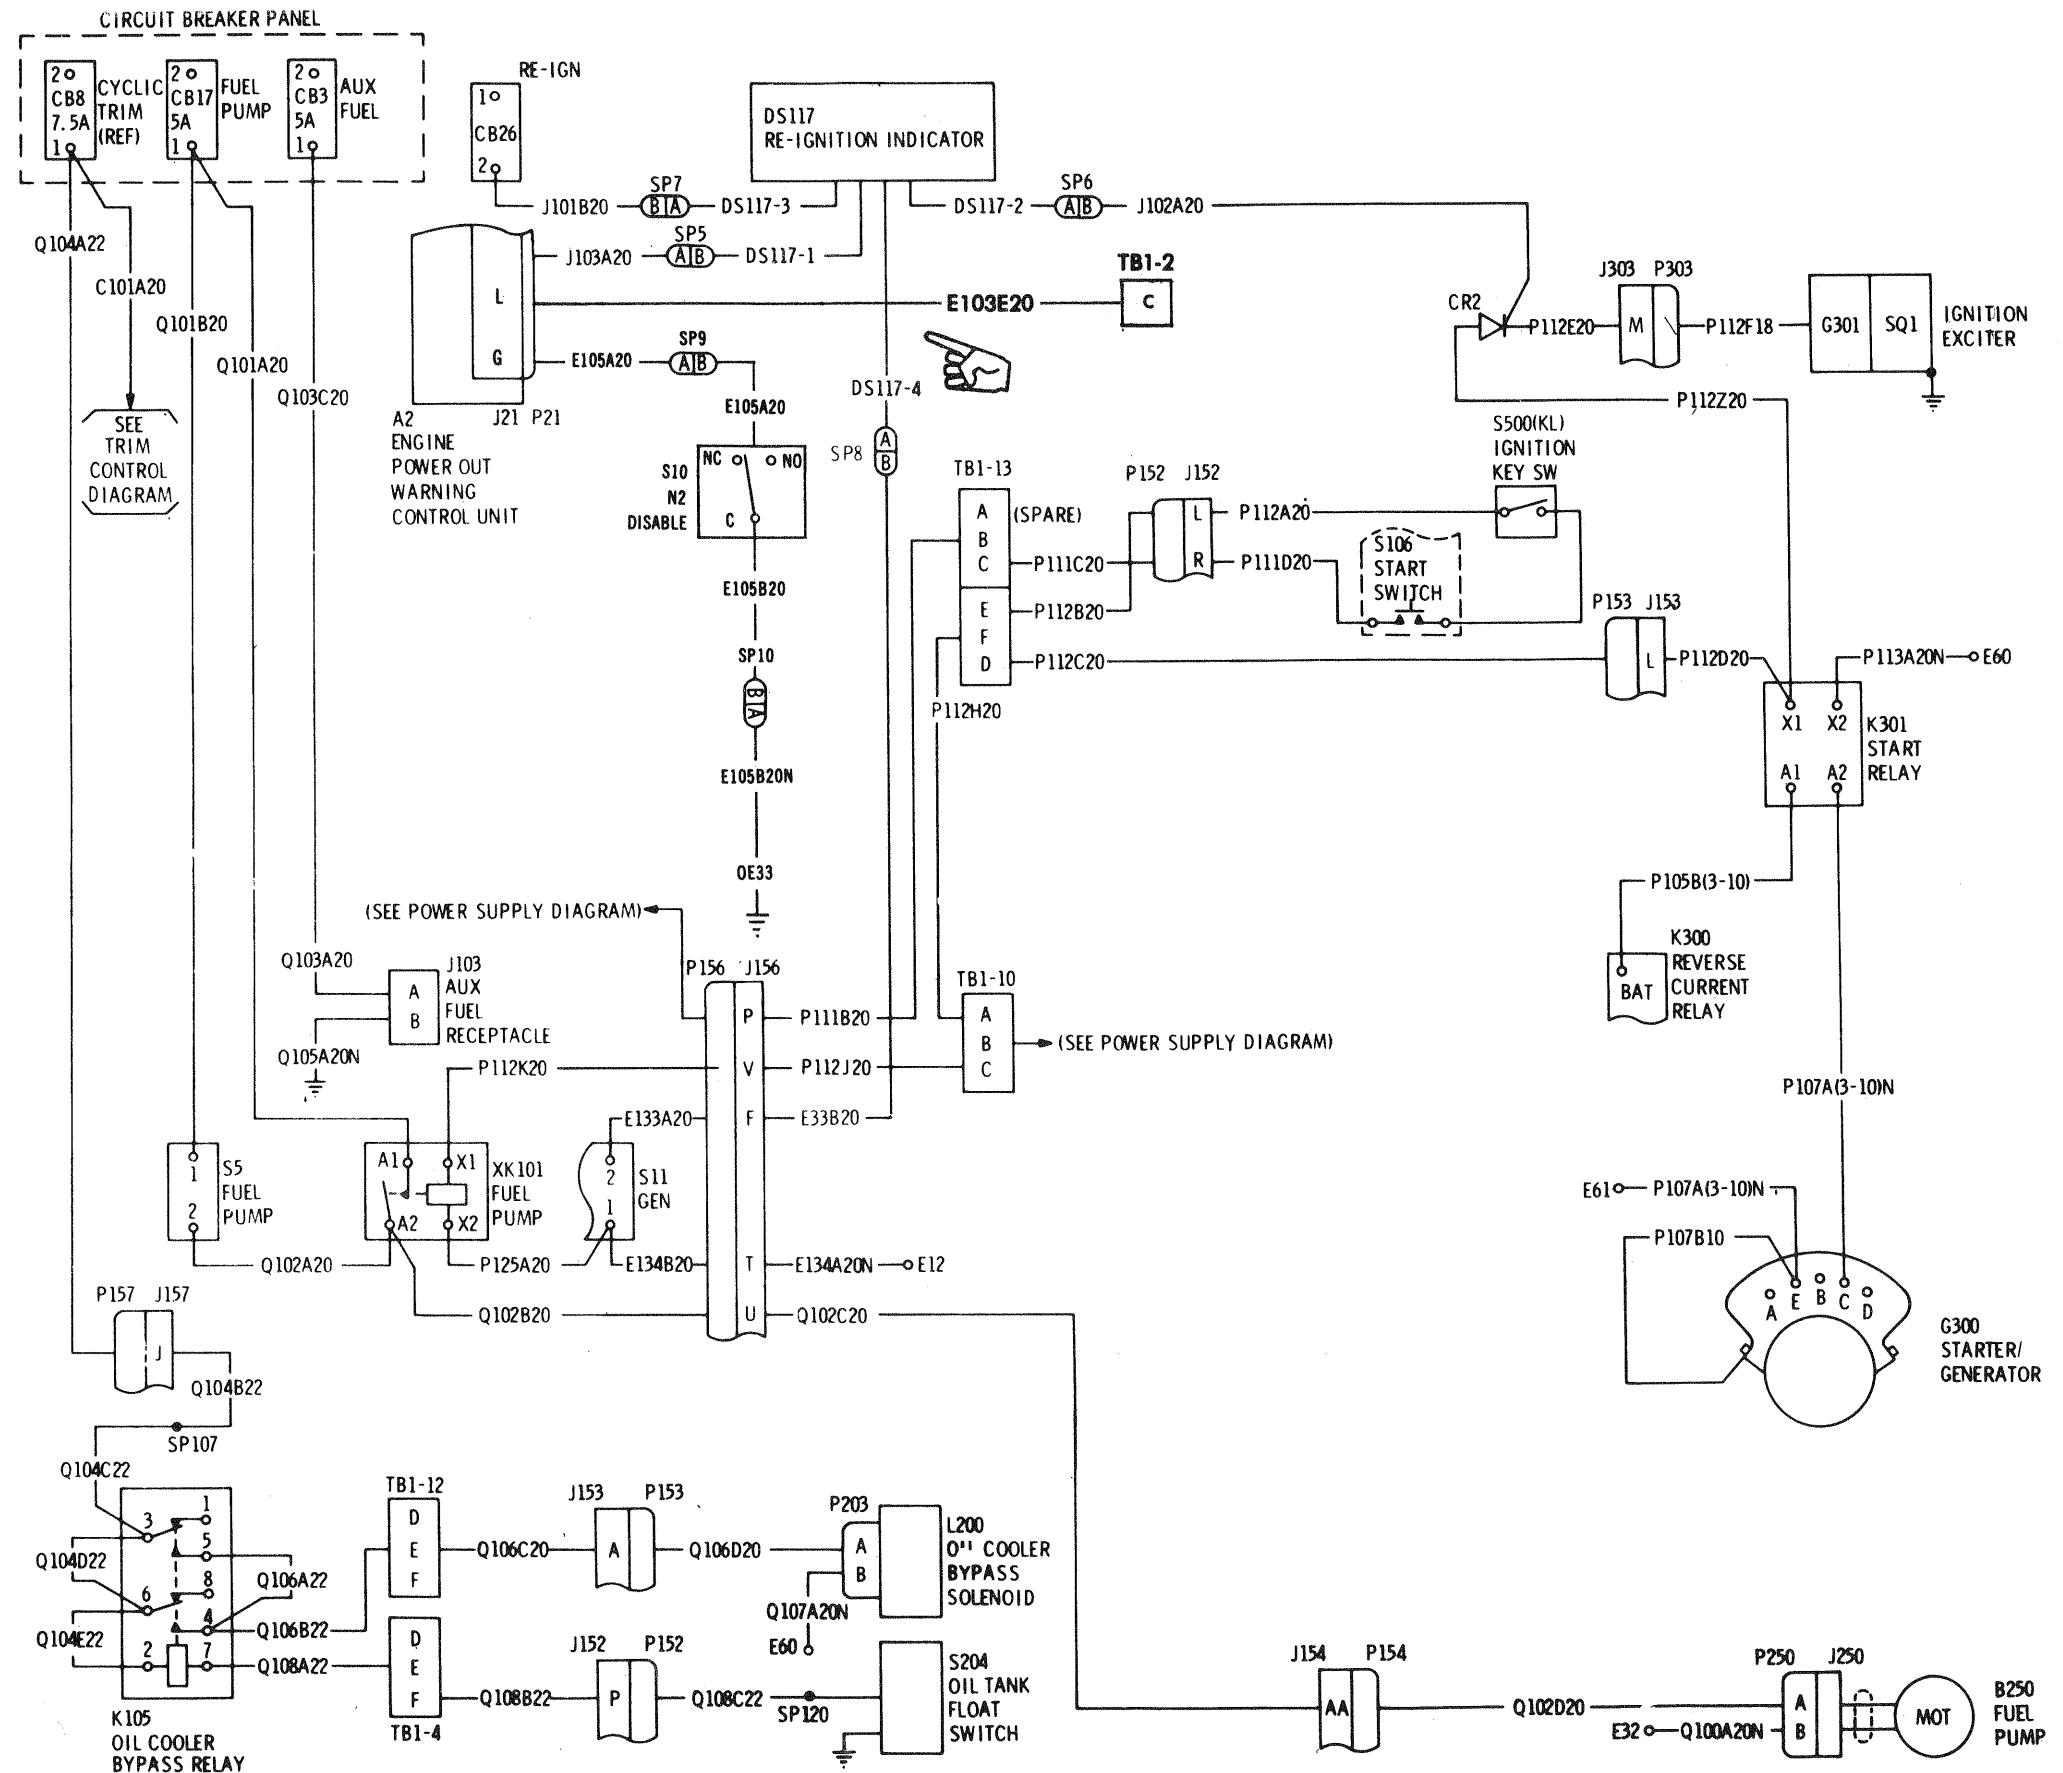 CIRCUIT BREAKER PANEL
2
CB8
7.5A
1
CYCLIC
TRIM
(REF)
2
CB17
5A
1
FUEL
PUMP
2
CB3
5A
1
AUX
FUEL
RE-IGN
1
CB26
2
DS117
RE-IGNITION INDICATOR
J101B20
SP7
B A
DS117-3
DS117-2
SP6
A B
J102A20
J103A20
SP5
A B
DS117-1
L
E103E20
TB1-2
C
G
E105A20
SP9
A B
A2
ENGINE
POWER OUT
WARNING
CONTROL UNIT
J21 P21
Q104A22
C101A20
Q101B20
Q101A20
Q103C20
SEE
TRIM
CONTROL
DIAGRAM
E105A20
NC
NO
S10
N2
DISABLE
C
E105B20
SP10
B A
E105B20N
OE33
DS117-4
SP8
A
B
CR2
P112E20
J303 P303
M
P112F18
G301
SQ1
IGNITION
EXCITER
P112Z20
S500(KL)
IGNITION
KEY SW
TB1-13
A
(SPARE)
B
C
P111C20
E
P112B20
F
D
P112C20
P112H20
P152 J152
L
P112A20
R
P111D20
S106
START
SWITCH
P153 J153
L
P112D20
P113A20N
E60
X1 X2
A1 A2
K301
START
RELAY
P105B(3-10)
K300
REVERSE
CURRENT
RELAY
BAT
P107A(3-10)N
(SEE POWER SUPPLY DIAGRAM)
P156 J156
Q103A20
J103
AUX
FUEL
RECEPTACLE
A
B
Q105A20N
P
P111B20
TB1-10
A
B
C
(SEE POWER SUPPLY DIAGRAM)
P112K20
V
P112J20
E133A20
F
E33B20
1
2
S5
FUEL
PUMP
A1
X1
A2
X2
XK101
FUEL
PUMP
2
1
S11
GEN
Q102A20
P125A20
E134B20
T
E134A20N
E12
Q102B20
U
Q102C20
E61
P107A(3-10)N
P107B10
A E B C D
G300
STARTER/
GENERATOR
P157 J157
J
Q104B22
SP107
Q104C22
3
1
5
Q104D22
6
8
4
Q104E22
2
7
Q106A22
Q106B22
Q108A22
K105
OIL COOLER
BYPASS RELAY
TB1-12
D
E
F
Q106C20
J153 P153
A
Q106D20
P203
A
B
L200
O" COOLER
BYPASS
SOLENOID
Q107A20N
E60
D
E
F
TB1-4
Q108B22
J152 P152
P
Q108C22
SP120
S204
OIL TANK
FLOAT
SWITCH
J154 P154
AA
Q102D20
P250 J250
A
B
E32
Q100A20N
MOT
B250
FUEL
PUMP